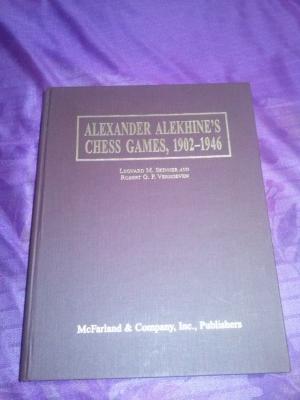 ALEXANDER ALEKHINE'S
CHESS GAMES, 1902–1946
LEONARD M. SKINNER AND
ROBERT G. P. VERHOEVEN
McFarland & Company, Inc., Publishers